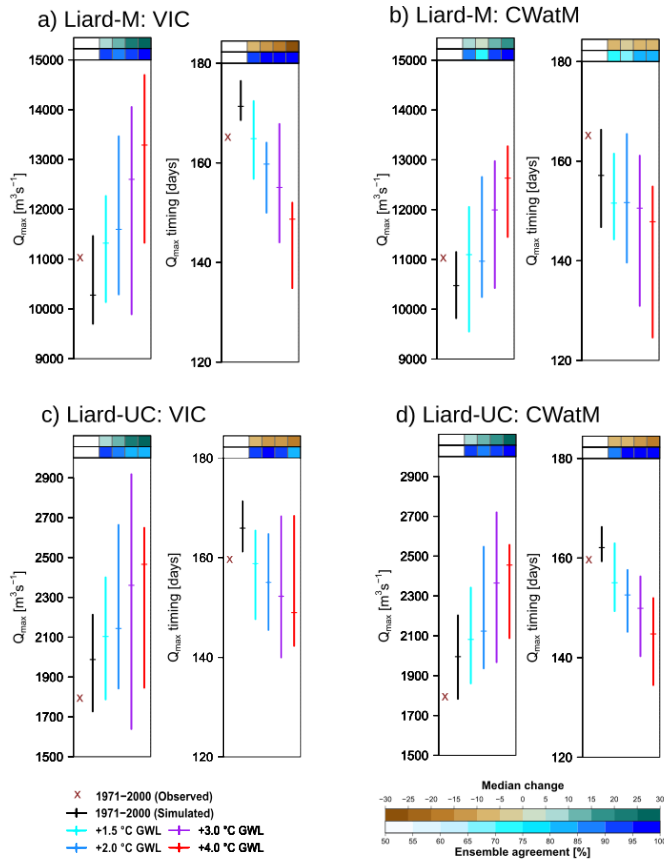 a) Liard-M: VIC
b) Liard-M: CWatM
15000
14000
13000
12000
11000
10000
9000
Qmax [m³s⁻¹]
180
160
140
120
Qmax timing [days]
15000
14000
13000
12000
11000
10000
9000
Qmax [m³s⁻¹]
180
160
140
120
Qmax timing [days]
c) Liard-UC: VIC
d) Liard-UC: CWatM
2900
2700
2500
2300
2100
1900
1700
1500
Qmax [m³s⁻¹]
180
160
140
120
Qmax timing [days]
2900
2700
2500
2300
2100
1900
1700
1500
Qmax [m³s⁻¹]
180
160
140
120
Qmax timing [days]
x 1971−2000 (Observed)
1971−2000 (Simulated)
+1.5 °C GWL
+2.0 °C GWL
+3.0 °C GWL
+4.0 °C GWL
Median change
−30 −25 −20 −15 −10 −5 0 5 10 15 20 25 30
50 55 60 65 70 75 80 85 90 95 100
Ensemble agreement [%]